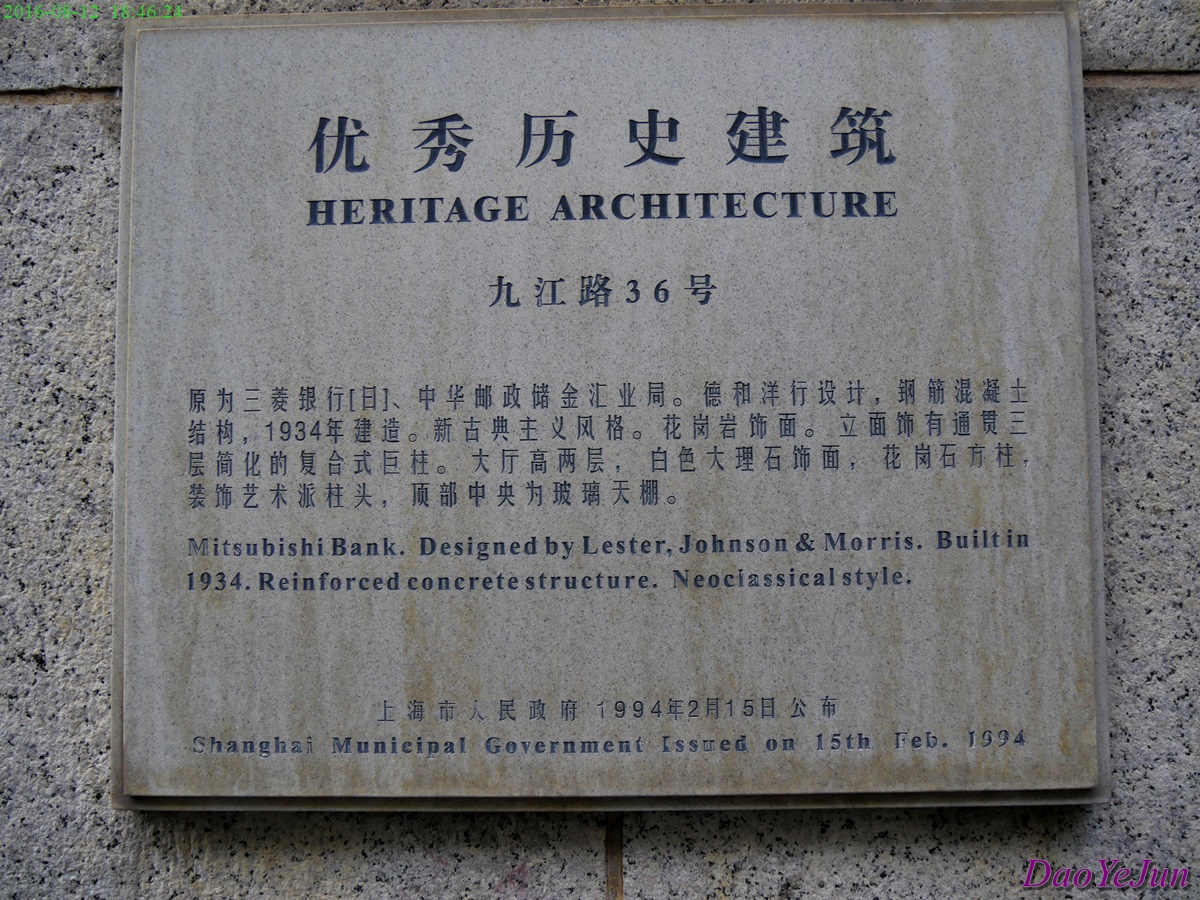 2016-08-13 18:46:24
优秀历史建筑
HERITAGE ARCHITECTURE
九江路36号
原为三菱银行[日]、中华邮政储金汇业局。德和洋行设计，钢筋混凝土
结构，1934年建造。新古典主义风格。花岗岩饰面。立面饰有通贯三
层简化的复合式巨柱。大厅高两层，白色大理石饰面，花岗石方柱，
装饰艺术派柱头，顶部中央为玻璃天棚。
Mitsubishi Bank. Designed by Lester, Johnson & Morris. Built in
1934. Reinforced concrete structure. Neoclassical style.
上海市人民政府 1994年2月15日公布
Shanghai Municipal Government Issued on 15th Feb. 1994
DaoYeJun